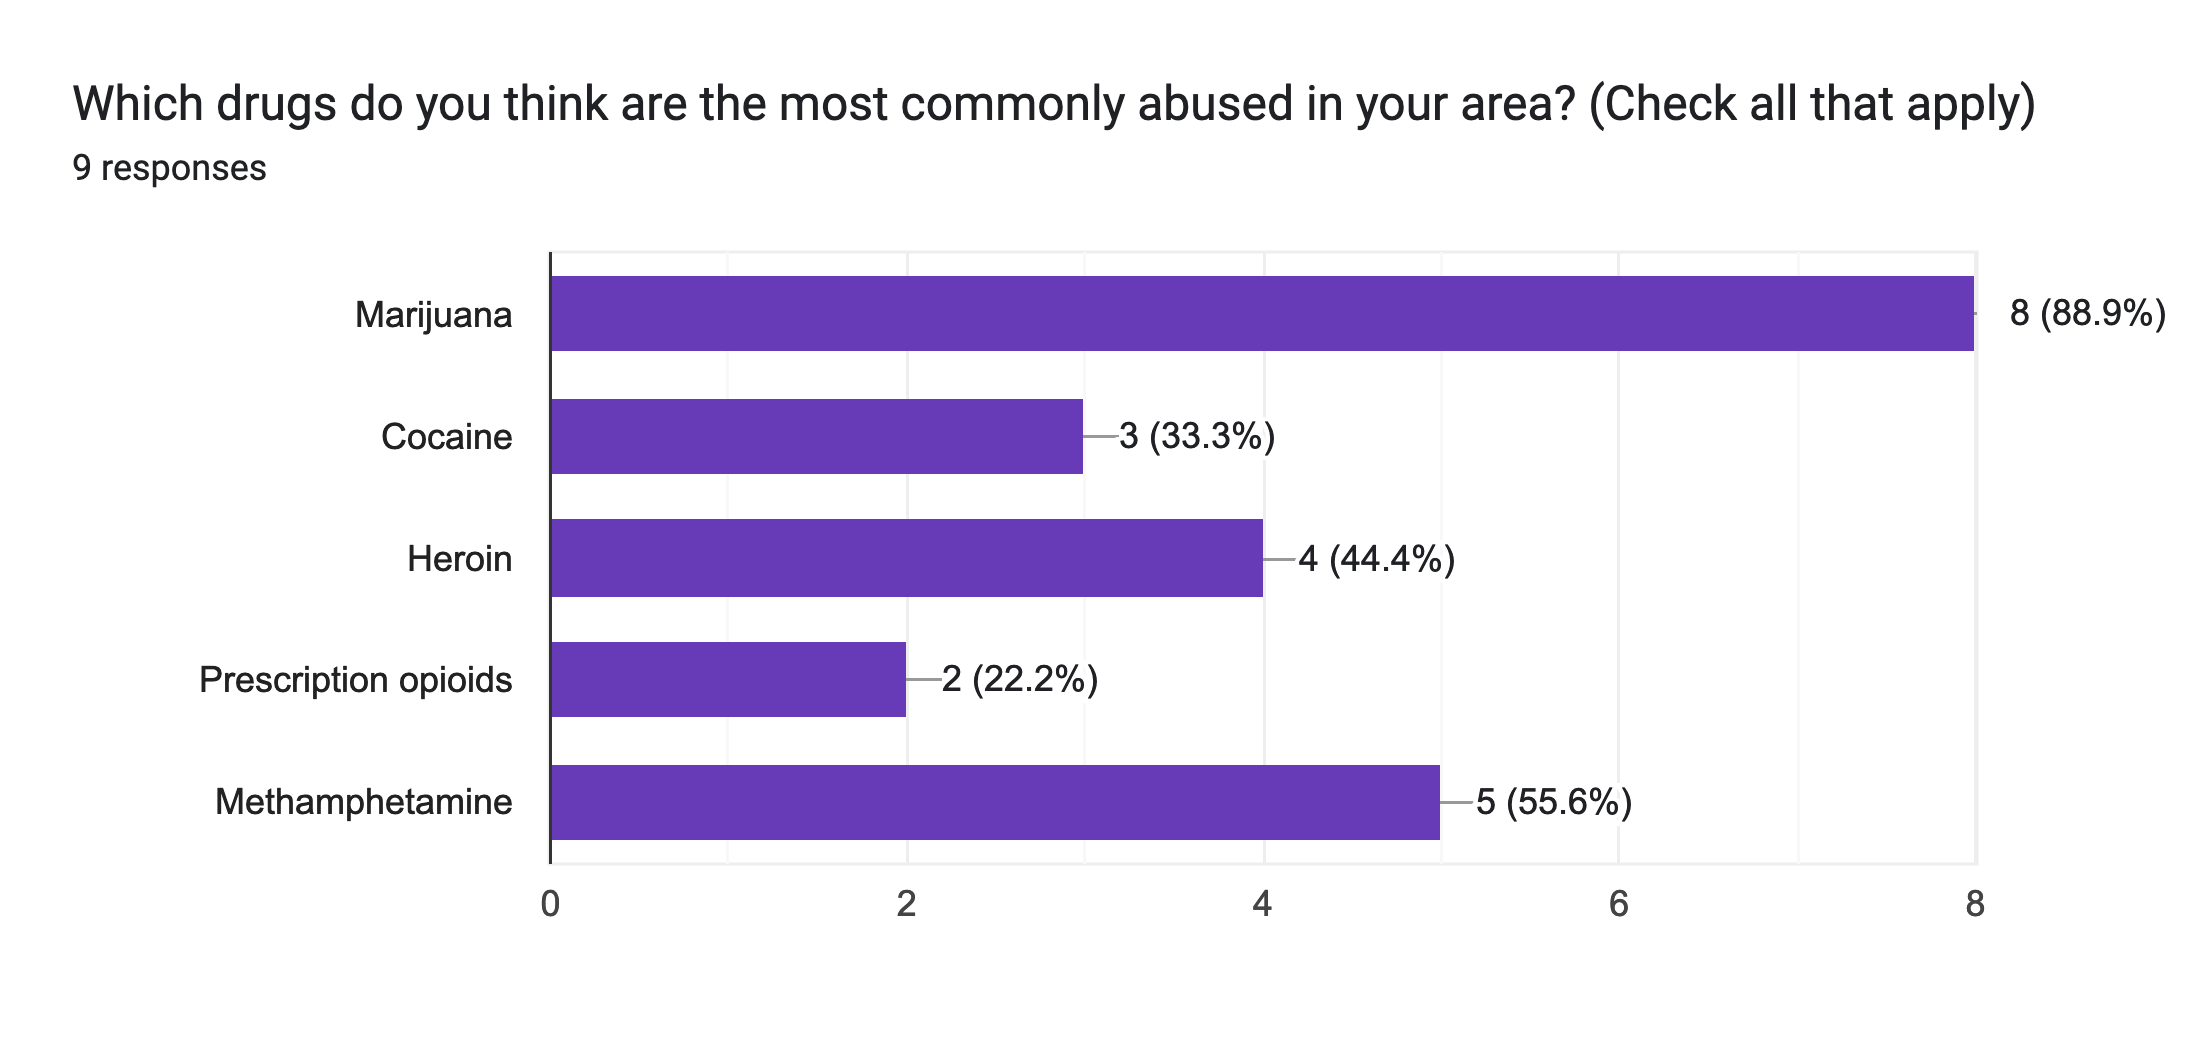 Which drugs do you think are the most commonly abused in your area? (Check all that apply)
9 responses
Marijuana 8 (88.9%)
Cocaine 3 (33.3%)
Heroin 4 (44.4%)
Prescription opioids 2 (22.2%)
Methamphetamine 5 (55.6%)
0 2 4 6 8